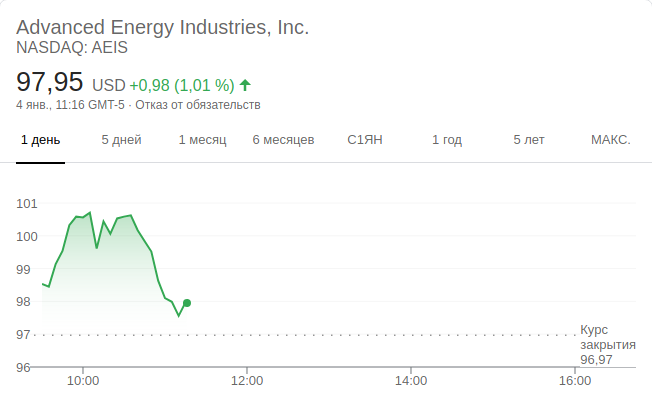 Advanced Energy Industries, Inc.
NASDAQ: AEIS
97,95 USD +0,98 (1,01 %)
4 янв., 11:16 GMT-5 · Отказ от обязательств
1 день 5 дней 1 месяц 6 месяцев С1ЯН 1 год 5 лет МАКС.
101
100
99
98
97
Курс
закрытия
96,97
96
10:00 12:00 14:00 16:00